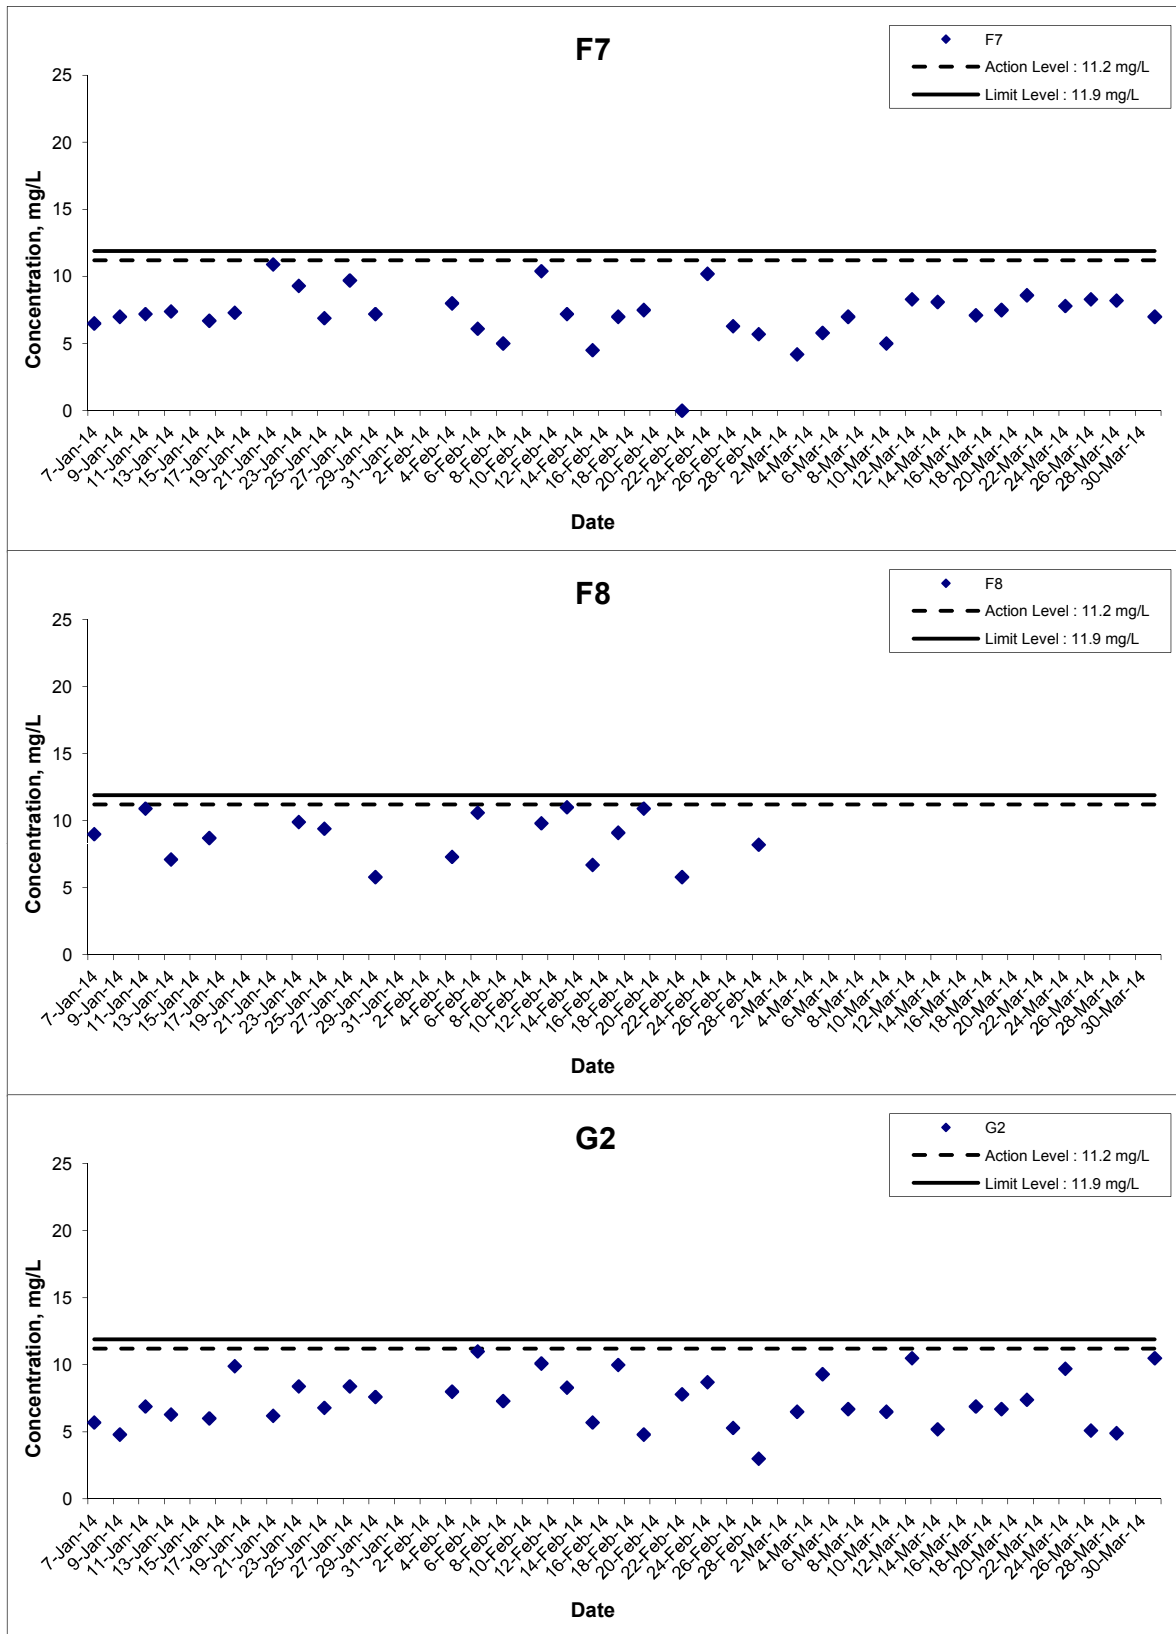 F7
F7
Action Level : 11.2 mg/L
Limit Level : 11.9 mg/L
25
20
15
10
5
0
Concentration, mg/L
7-Jan-14
9-Jan-14
11-Jan-14
13-Jan-14
15-Jan-14
17-Jan-14
19-Jan-14
21-Jan-14
23-Jan-14
25-Jan-14
27-Jan-14
29-Jan-14
31-Jan-14
2-Feb-14
4-Feb-14
6-Feb-14
8-Feb-14
10-Feb-14
12-Feb-14
14-Feb-14
16-Feb-14
18-Feb-14
20-Feb-14
22-Feb-14
24-Feb-14
26-Feb-14
28-Feb-14
2-Mar-14
4-Mar-14
6-Mar-14
8-Mar-14
10-Mar-14
12-Mar-14
14-Mar-14
16-Mar-14
18-Mar-14
20-Mar-14
22-Mar-14
24-Mar-14
26-Mar-14
28-Mar-14
30-Mar-14
Date
F8
F8
Action Level : 11.2 mg/L
Limit Level : 11.9 mg/L
25
20
15
10
5
0
Concentration, mg/L
7-Jan-14
9-Jan-14
11-Jan-14
13-Jan-14
15-Jan-14
17-Jan-14
19-Jan-14
21-Jan-14
23-Jan-14
25-Jan-14
27-Jan-14
29-Jan-14
31-Jan-14
2-Feb-14
4-Feb-14
6-Feb-14
8-Feb-14
10-Feb-14
12-Feb-14
14-Feb-14
16-Feb-14
18-Feb-14
20-Feb-14
22-Feb-14
24-Feb-14
26-Feb-14
28-Feb-14
2-Mar-14
4-Mar-14
6-Mar-14
8-Mar-14
10-Mar-14
12-Mar-14
14-Mar-14
16-Mar-14
18-Mar-14
20-Mar-14
22-Mar-14
24-Mar-14
26-Mar-14
28-Mar-14
30-Mar-14
Date
G2
G2
Action Level : 11.2 mg/L
Limit Level : 11.9 mg/L
25
20
15
10
5
0
Concentration, mg/L
7-Jan-14
9-Jan-14
11-Jan-14
13-Jan-14
15-Jan-14
17-Jan-14
19-Jan-14
21-Jan-14
23-Jan-14
25-Jan-14
27-Jan-14
29-Jan-14
31-Jan-14
2-Feb-14
4-Feb-14
6-Feb-14
8-Feb-14
10-Feb-14
12-Feb-14
14-Feb-14
16-Feb-14
18-Feb-14
20-Feb-14
22-Feb-14
24-Feb-14
26-Feb-14
28-Feb-14
2-Mar-14
4-Mar-14
6-Mar-14
8-Mar-14
10-Mar-14
12-Mar-14
14-Mar-14
16-Mar-14
18-Mar-14
20-Mar-14
22-Mar-14
24-Mar-14
26-Mar-14
28-Mar-14
30-Mar-14
Date